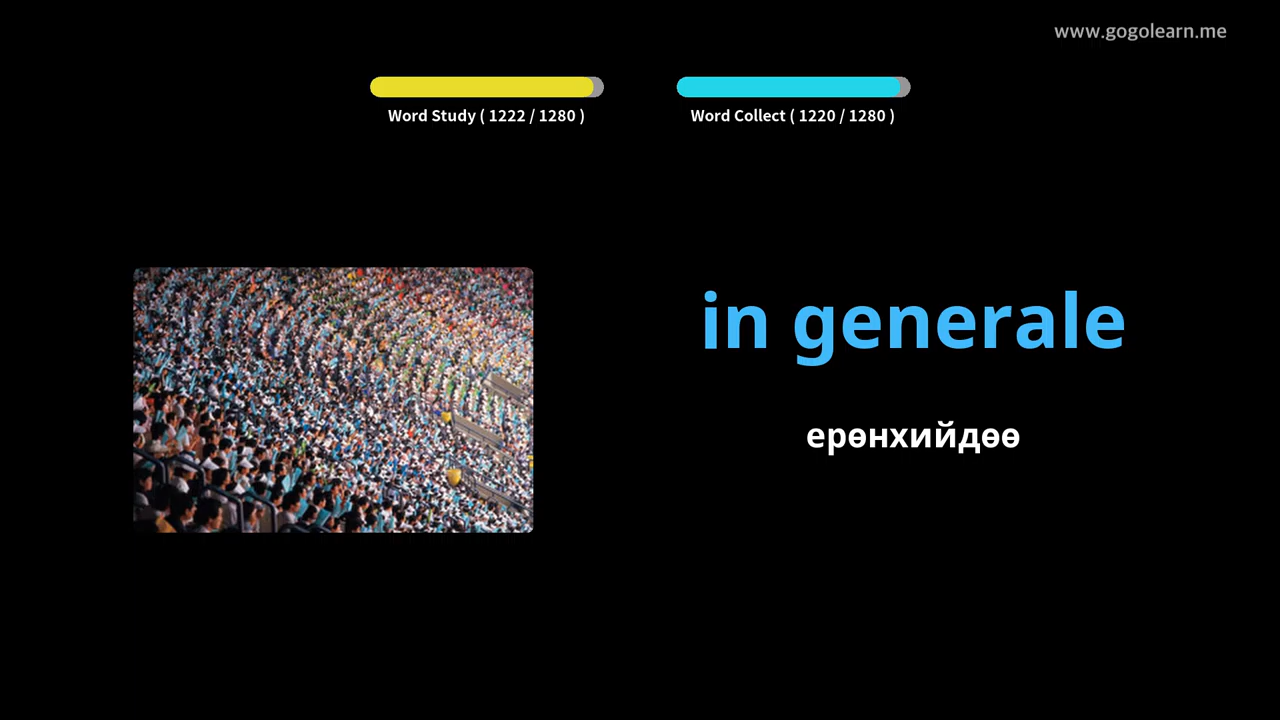 www.gogolearn.me
Word Study ( 1222 / 1280 )
Word Collect ( 1220 / 1280 )
in generale
ерөнхийдөө